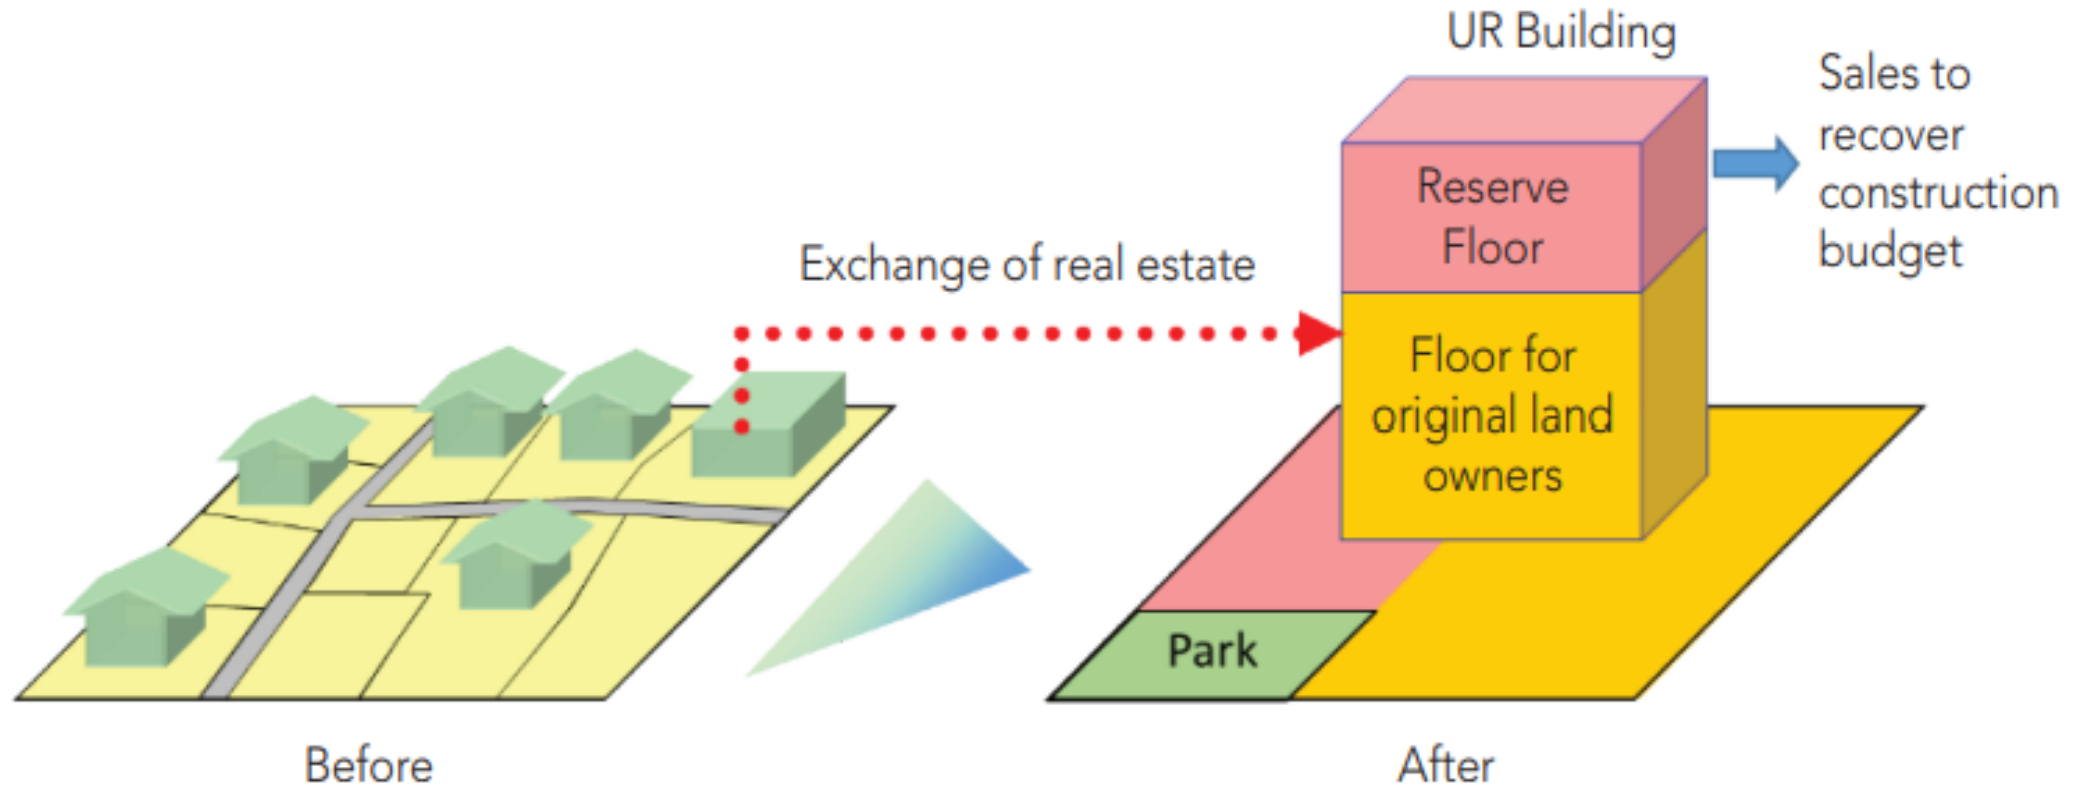 UR Building
Sales to
recover
construction
budget
Reserve
Floor
Exchange of real estate
Floor for
original land
owners
Park
Before
After